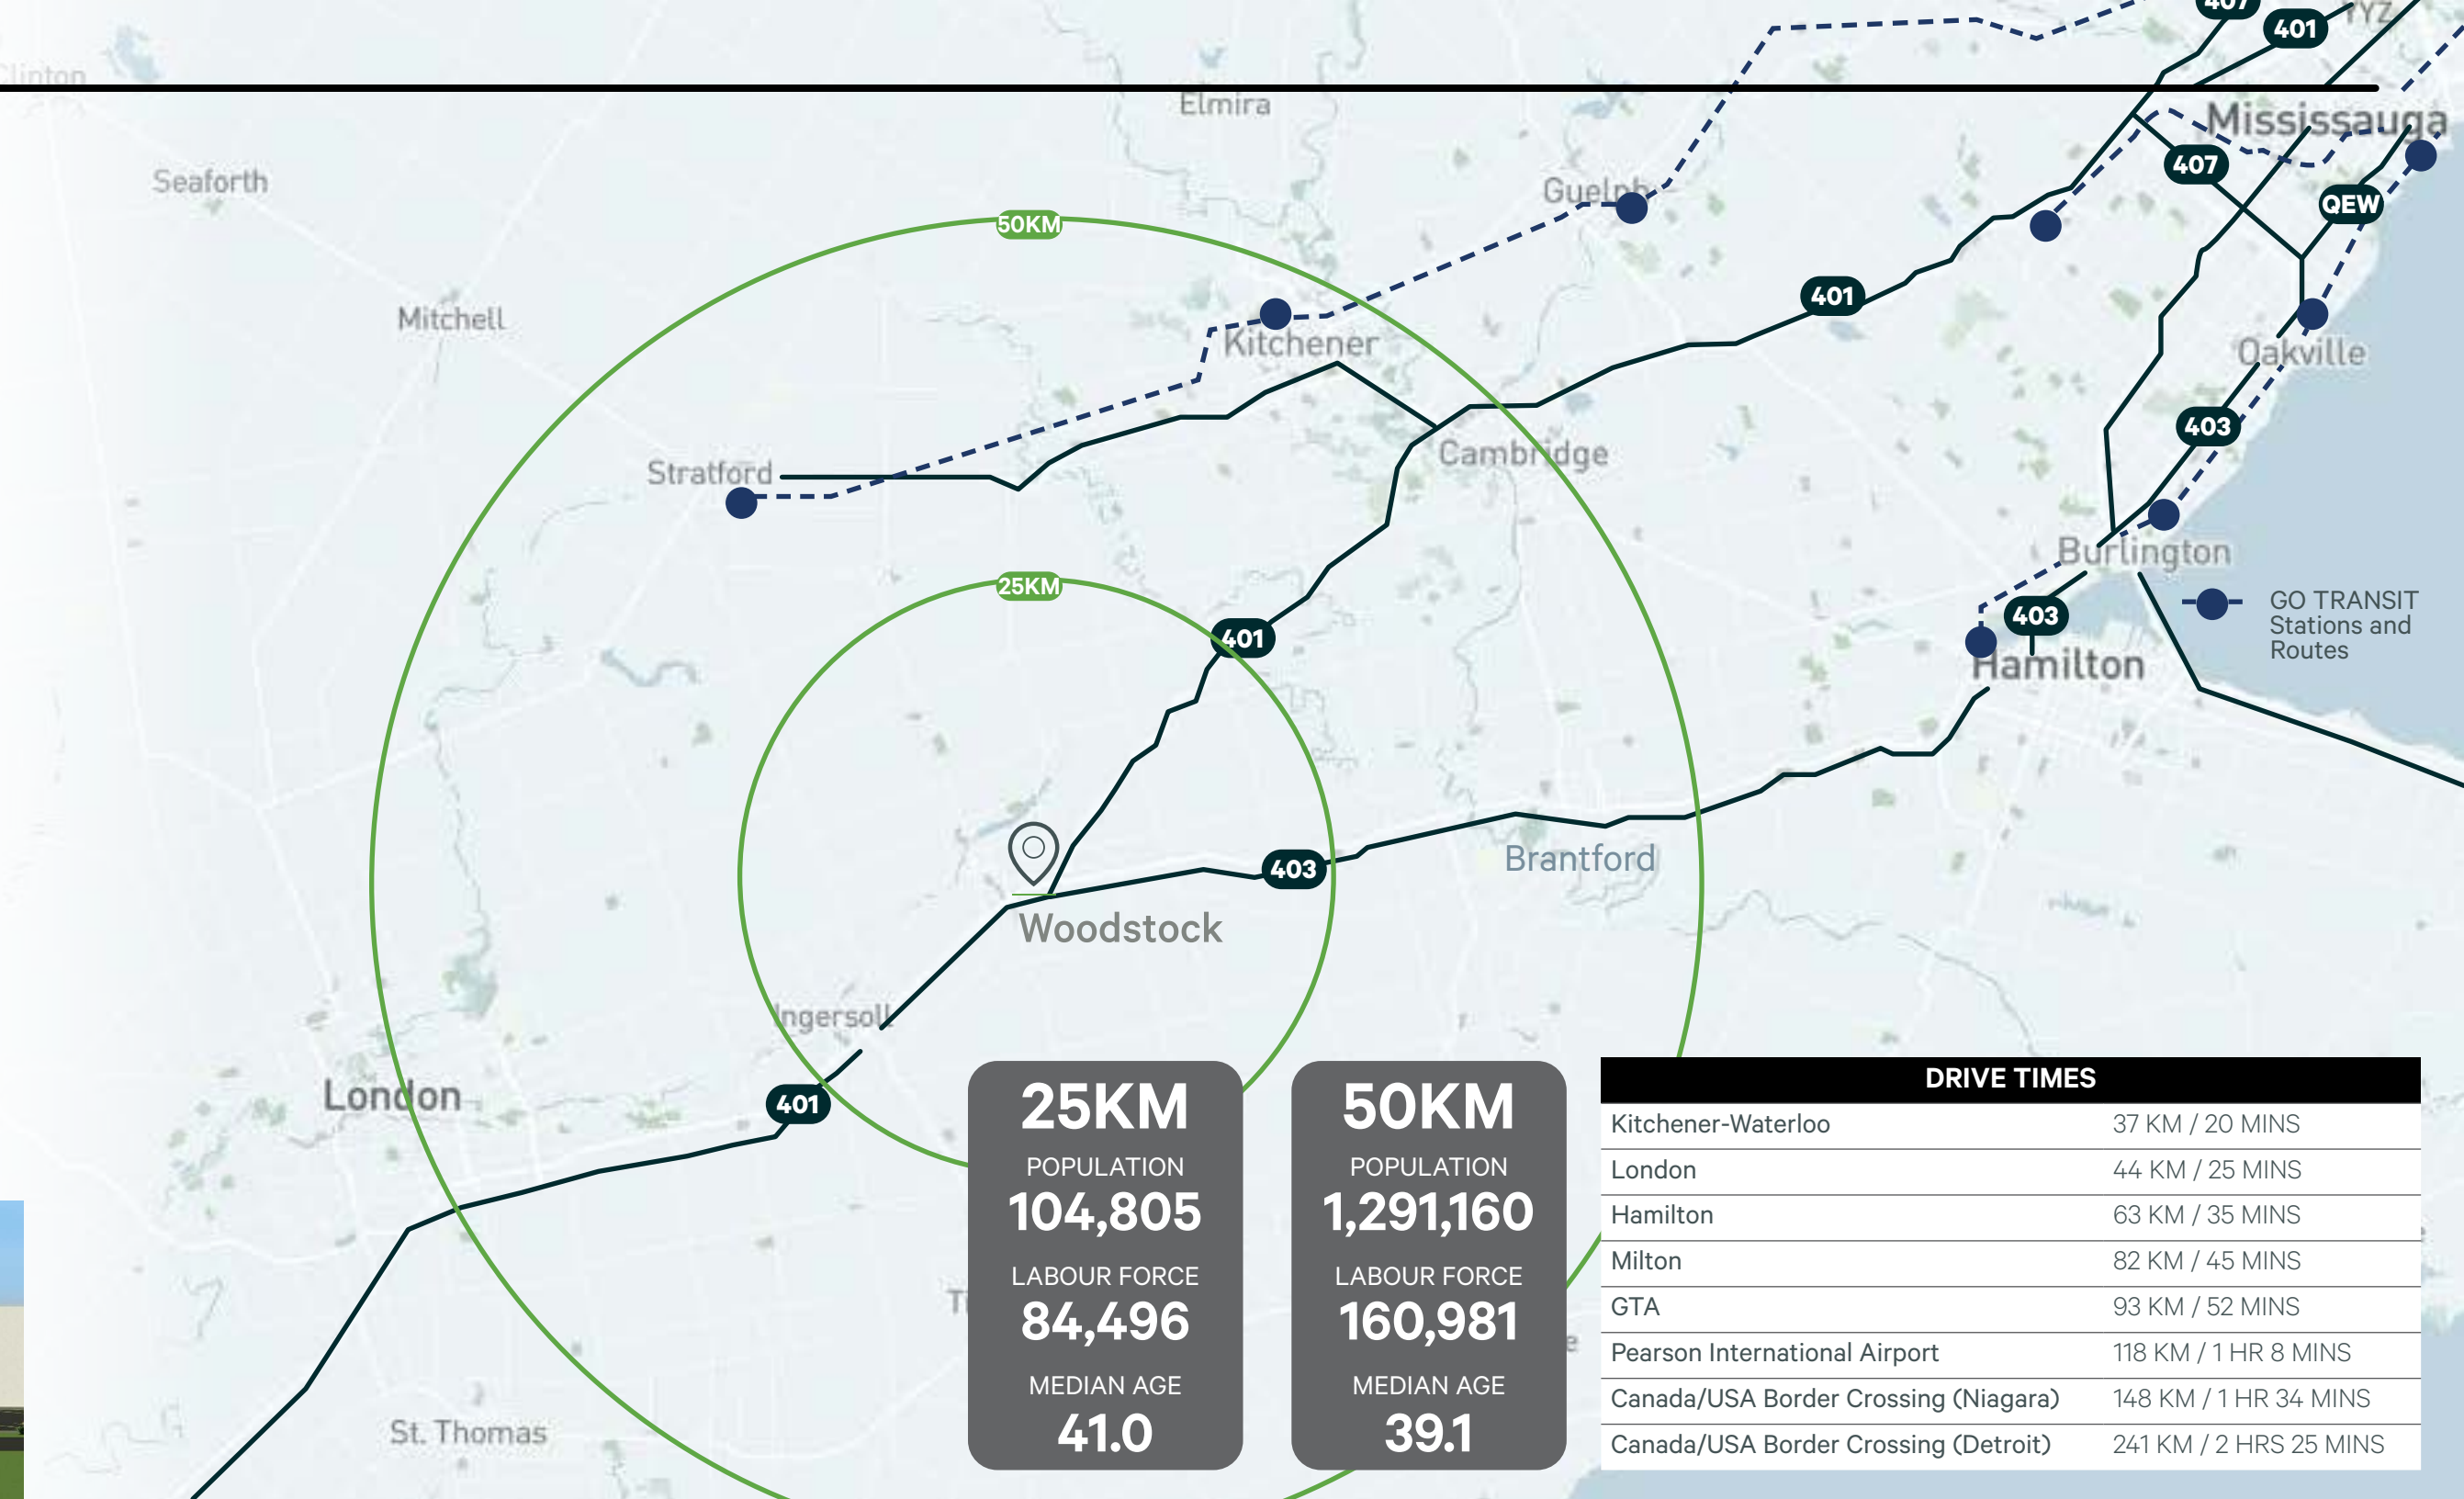 407
401
YYZ
Clinton
Elmira
Mississauga
407
Seaforth
Guelph
QEW
50KM
401
Mitchell
Kitchener
Oakville
403
Cambridge
Stratford
Burlington
25KM
GO TRANSIT
Stations and
Routes
403
401
Hamilton
Brantford
403
Woodstock
Ingersoll
London
401
St. Thomas
25KM
POPULATION
104,805
LABOUR FORCE
84,496
MEDIAN AGE
41.0
50KM
POPULATION
1,291,160
LABOUR FORCE
160,981
MEDIAN AGE
39.1
DRIVE TIMES
Kitchener-Waterloo 37 KM / 20 MINS
London 44 KM / 25 MINS
Hamilton 63 KM / 35 MINS
Milton 82 KM / 45 MINS
GTA 93 KM / 52 MINS
Pearson International Airport 118 KM / 1 HR 8 MINS
Canada/USA Border Crossing (Niagara) 148 KM / 1 HR 34 MINS
Canada/USA Border Crossing (Detroit) 241 KM / 2 HRS 25 MINS